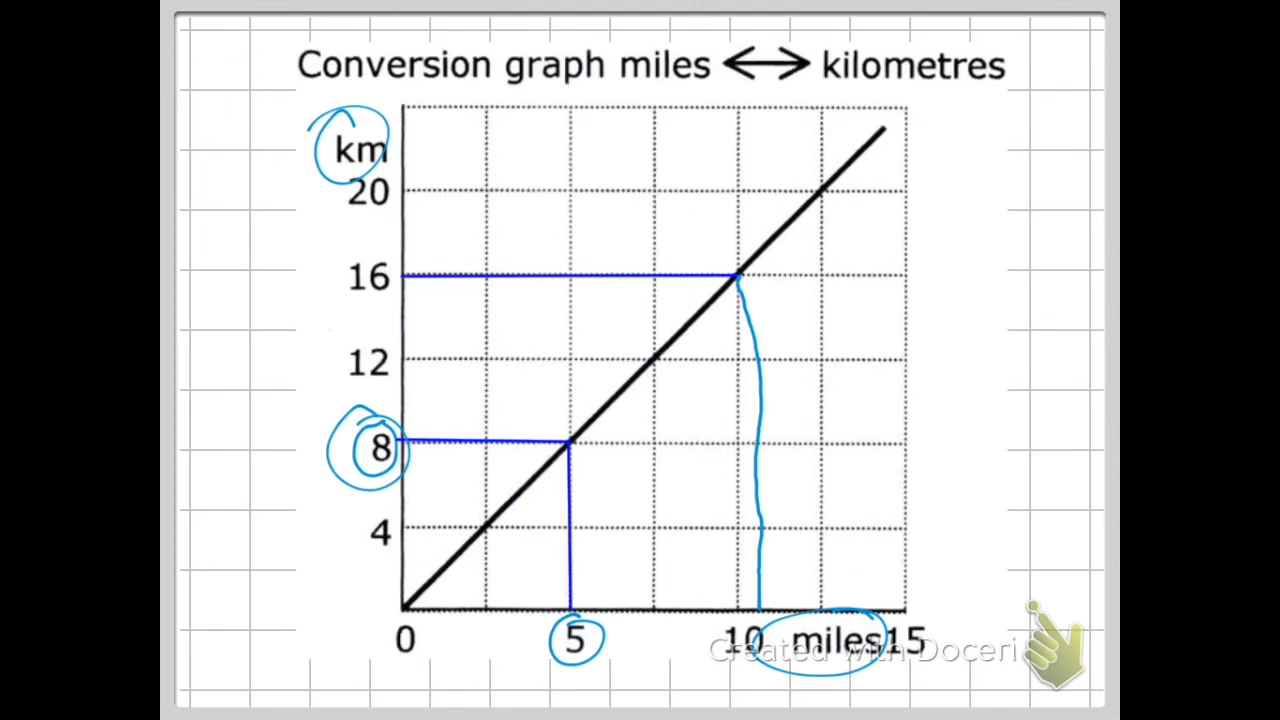 Conversion graph miles ⟷ kilometres
km
20
16
12
8
4
0 5 10 miles 15
Created with Doceri